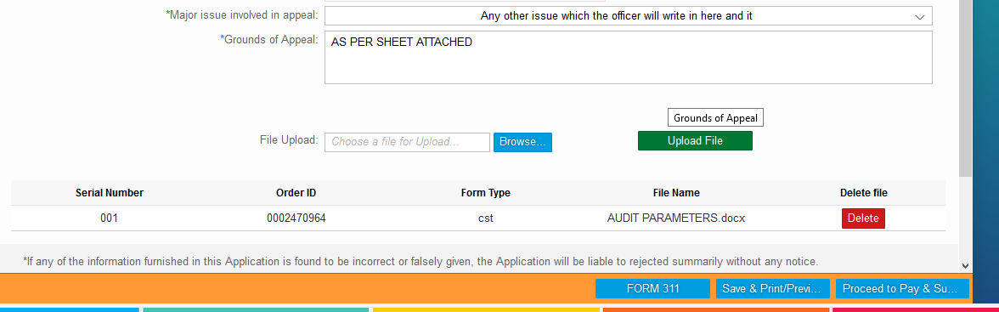 *Major issue involved in appeal: Any other issue which the officer will write in here and it
*Grounds of Appeal: AS PER SHEET ATTACHED
Grounds of Appeal
File Upload: Choose a file for Upload... Browse... Upload File
Serial Number Order ID Form Type File Name Delete file
001 0002470964 cst AUDIT PARAMETERS.docx Delete
*If any of the information furnished in this Application is found to be incorrect or falsely given, the Application will be liable to rejected summarily without any notice.
FORM 311 Save & Print/Previ... Proceed to Pay & Su...